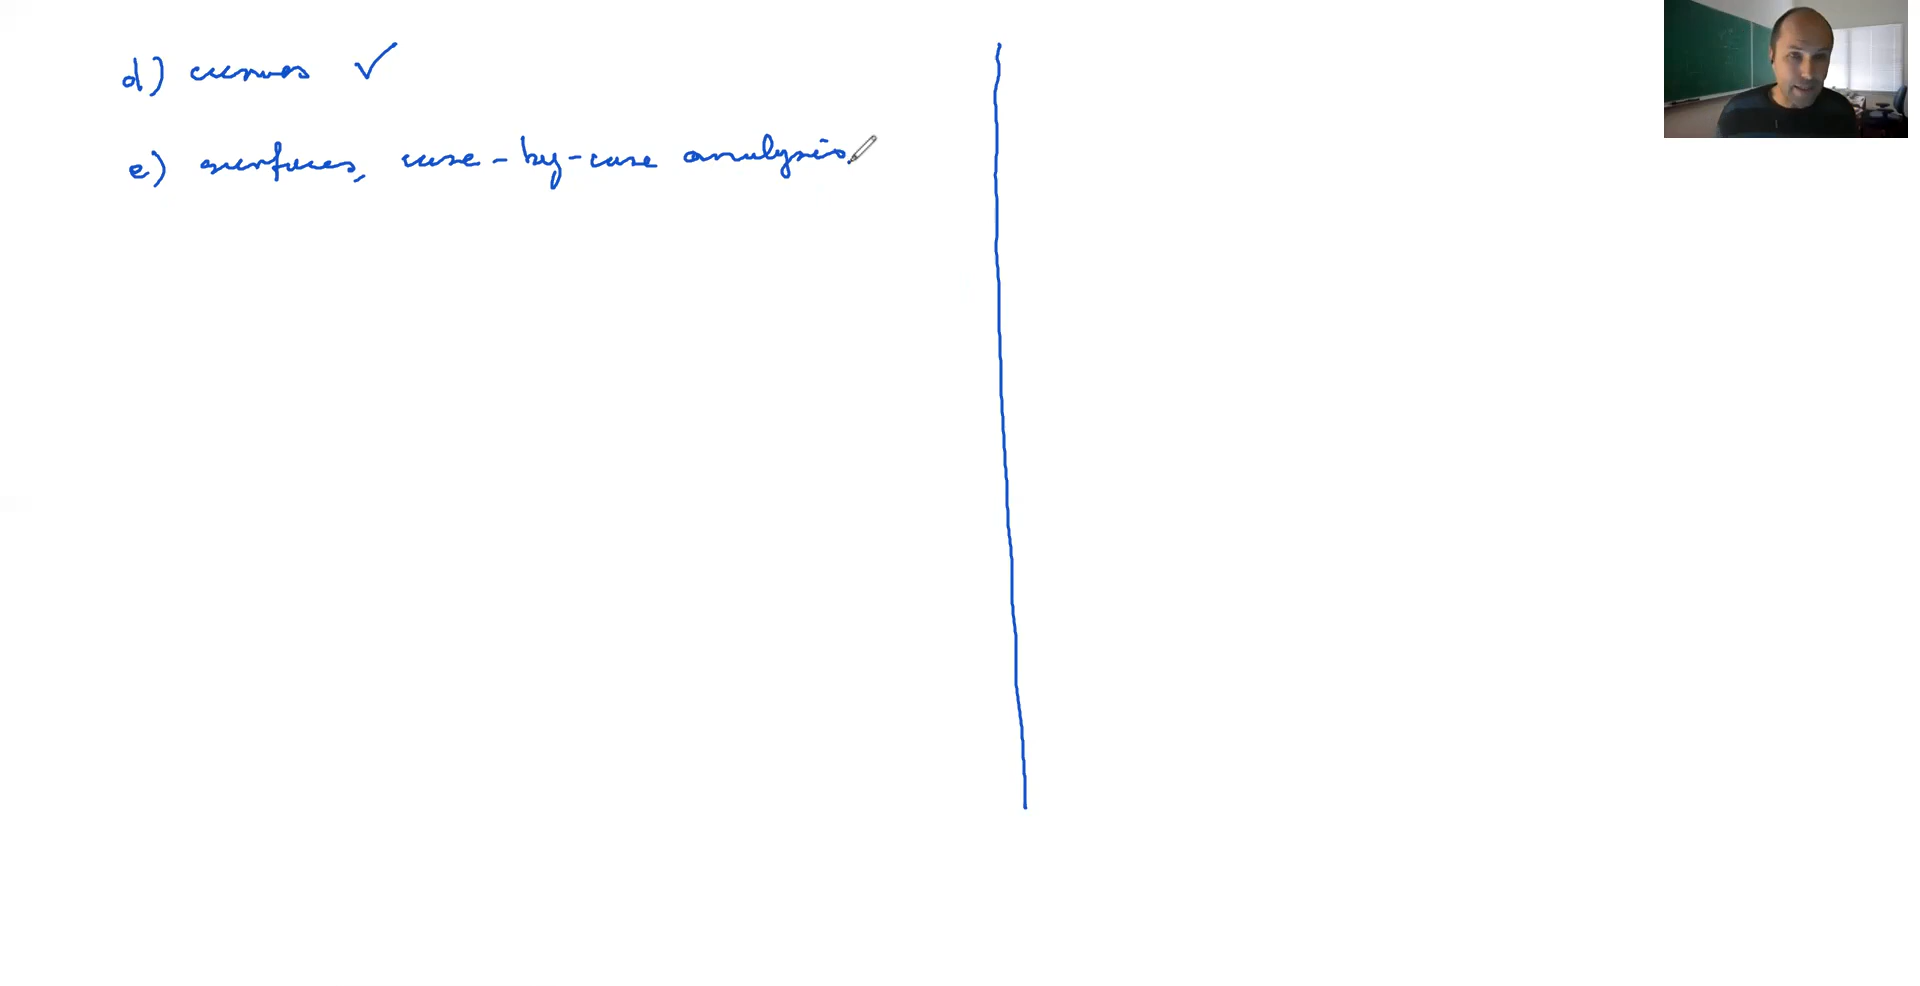 d) curves ✓
e) surfaces, case-by-case analysis.